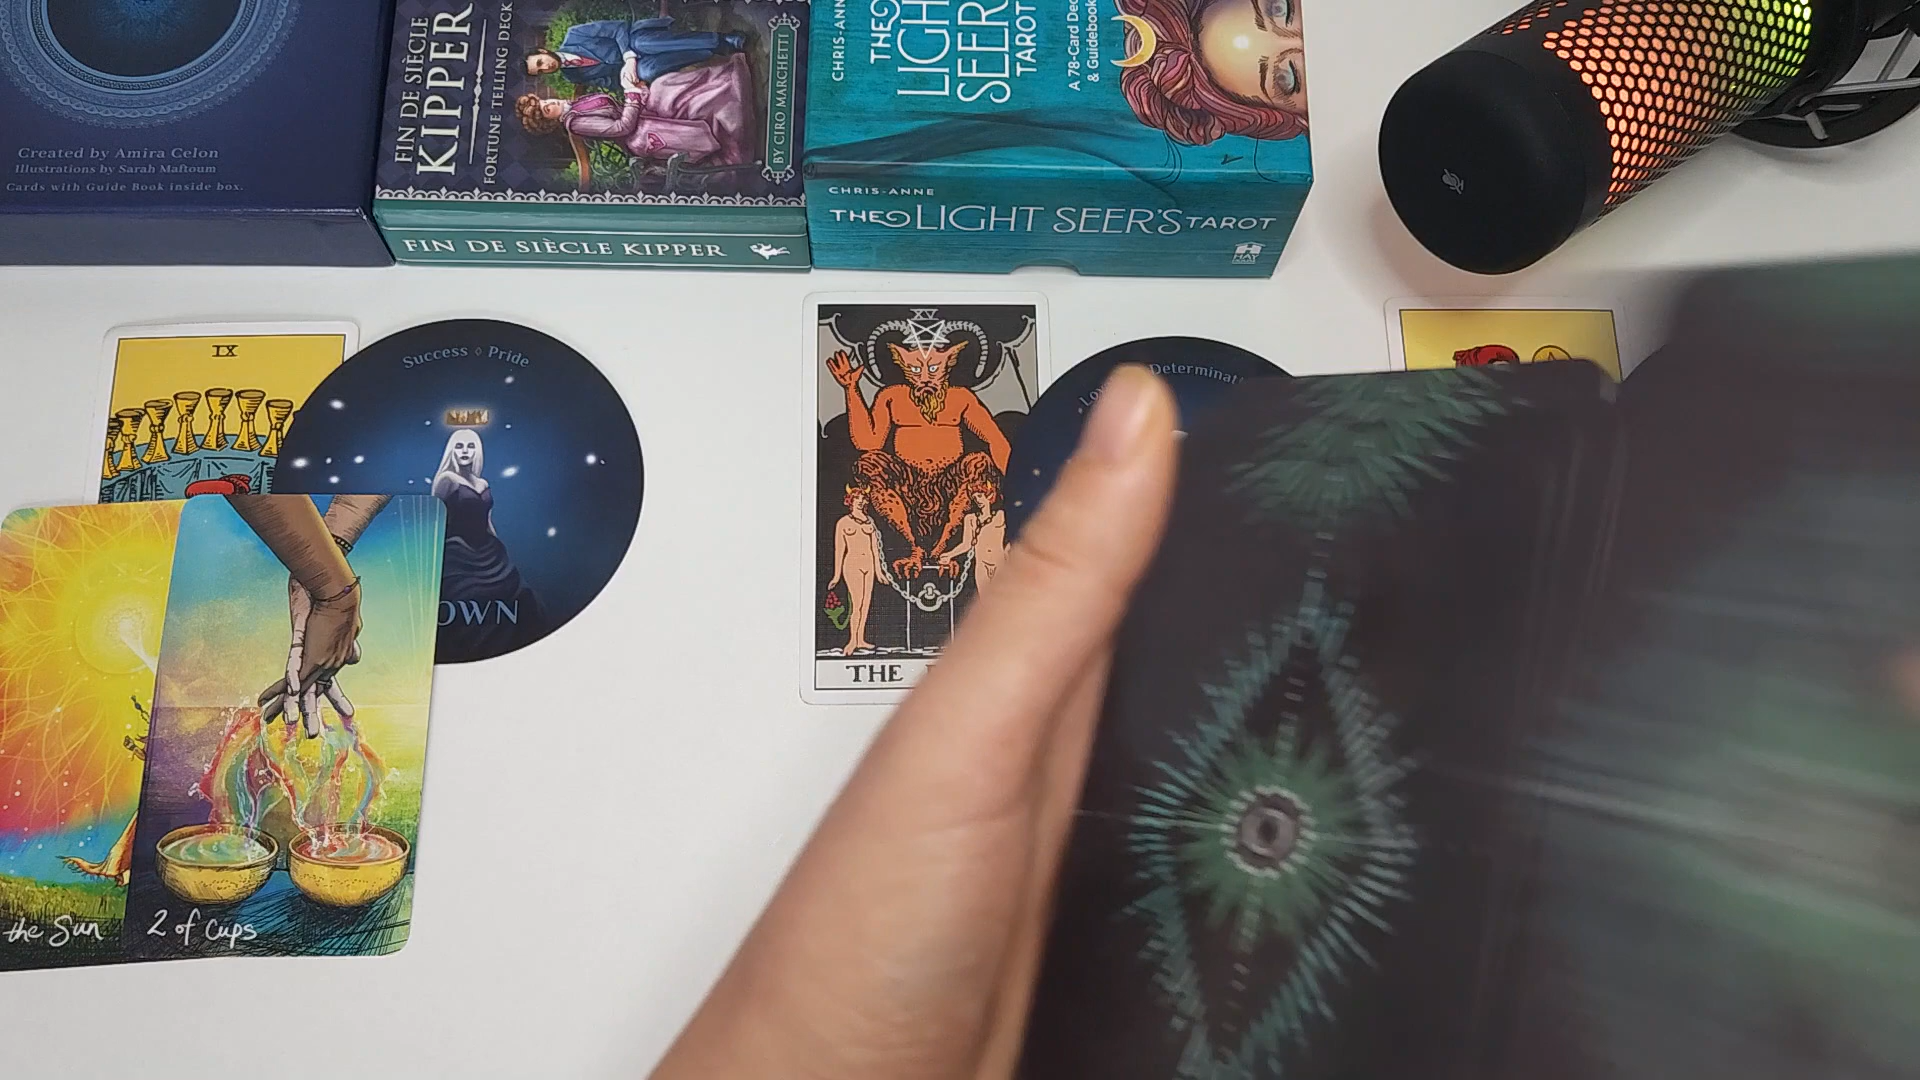 Created by Amira Celon
Illustrations by Sarah Maftoum
Cards with Guide Book inside box.
FIN DE SIÈCLE
KIPPER
FORTUNE TELLING DECK
BY CIRO MARCHETTI
FIN DE SIÈCLE KIPPER
CHRIS-ANNE
THE
SEER
TAROT
A 78-Card Deck
& Guidebook
CHRIS-ANNE
THE LIGHT SEER'S TAROT
HAY
HOUSE
IX
Success ◊ Pride
OWN
the Sun
2 of Cups
XV
THE
Determinat